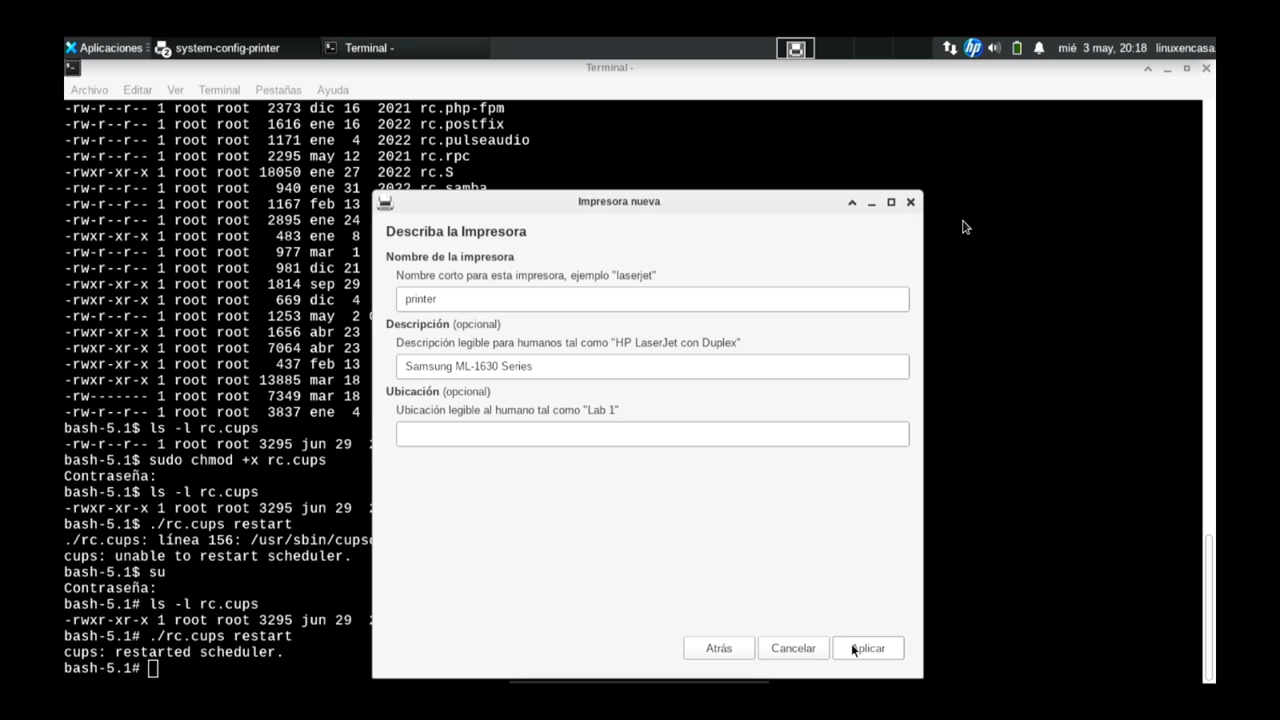 Aplicaciones
system-config-printer
Terminal -
hp
mié 3 may, 20:18
linuxencasa
Terminal -
Archivo Editar Ver Terminal Pestañas Ayuda
-rw-r--r-- 1 root root 2373 dic 16 2021 rc.php-fpm
-rw-r--r-- 1 root root 1616 ene 16 2022 rc.postfix
-rw-r--r-- 1 root root 1171 ene 4 2022 rc.pulseaudio
-rw-r--r-- 1 root root 2295 may 12 2021 rc.rpc
-rwxr-xr-x 1 root root 18050 ene 27 2022 rc.S
-rw-r--r-- 1 root root 940 ene 31 2022 rc.samba
-rw-r--r-- 1 root root 1167 feb 13
-rw-r--r-- 1 root root 2895 ene 24
-rwxr-xr-x 1 root root 483 ene 8
-rw-r--r-- 1 root root 977 mar 1
-rw-r--r-- 1 root root 981 dic 21
-rwxr-xr-x 1 root root 1814 sep 29
-rw-r--r-- 1 root root 669 dic 4
-rw-r--r-- 1 root root 1253 may 2
-rwxr-xr-x 1 root root 1656 abr 23
-rwxr-xr-x 1 root root 7064 abr 23
-rw-r--r-- 1 root root 437 feb 13
-rwxr-xr-x 1 root root 13885 mar 18
-rw------- 1 root root 7349 mar 18
-rw-r--r-- 1 root root 3837 ene 4
bash-5.1$ ls -l rc.cups
-rw-r--r-- 1 root root 3295 jun 29
bash-5.1$ sudo chmod +x rc.cups
Contraseña:
bash-5.1$ ls -l rc.cups
-rwxr-xr-x 1 root root 3295 jun 29
bash-5.1$ ./rc.cups restart
./rc.cups: línea 156: /usr/sbin/cups
cups: unable to restart scheduler.
bash-5.1$ su
Contraseña:
bash-5.1# ls -l rc.cups
-rwxr-xr-x 1 root root 3295 jun 29
bash-5.1# ./rc.cups restart
cups: restarted scheduler.
bash-5.1#
Impresora nueva
Describa la Impresora
Nombre de la impresora
Nombre corto para esta impresora, ejemplo "laserjet"
printer
Descripción (opcional)
Descripción legible para humanos tal como "HP LaserJet con Duplex"
Samsung ML-1630 Series
Ubicación (opcional)
Ubicación legible al humano tal como "Lab 1"
Atrás Cancelar Aplicar